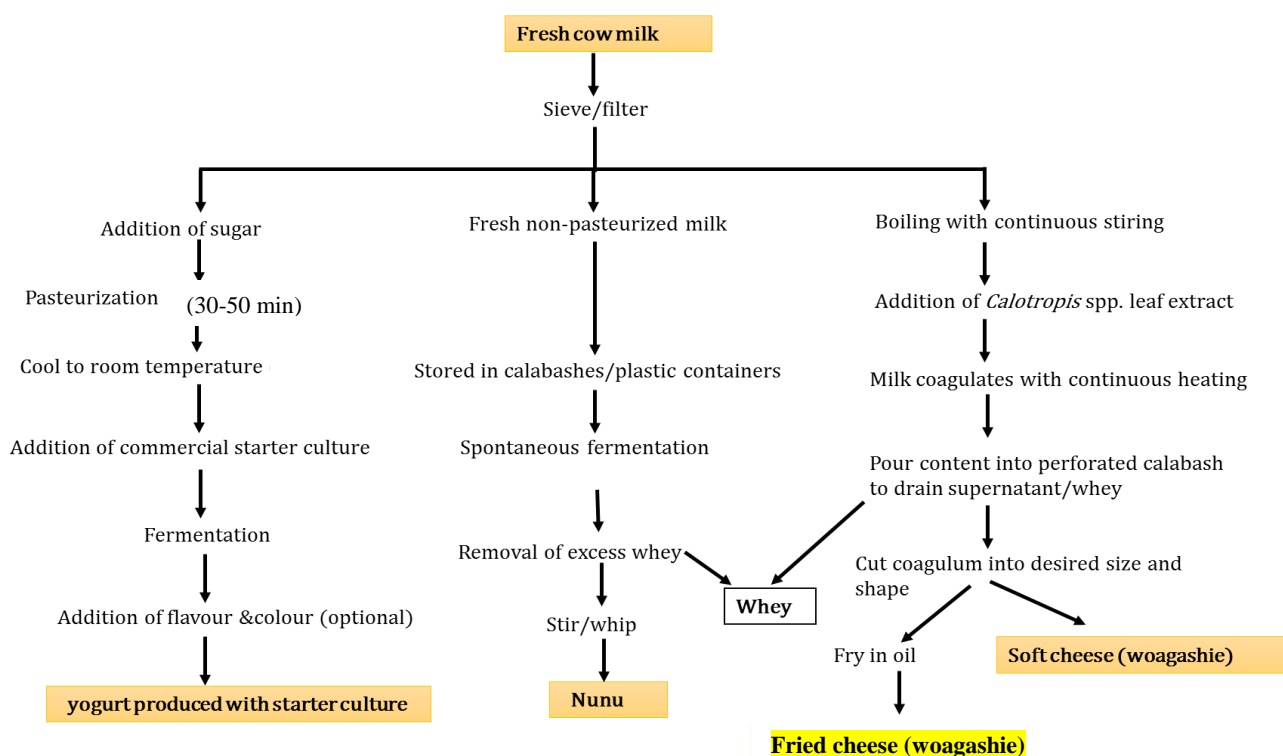 Fresh cow milk
Sieve/filter
Addition of sugar
Pasteurization (30-50 min)
Cool to room temperature
Addition of commercial starter culture
Fermentation
Addition of flavour &colour (optional)
yogurt produced with starter culture
Fresh non-pasteurized milk
Stored in calabashes/plastic containers
Spontaneous fermentation
Removal of excess whey
Stir/whip
Nunu
Whey
Boiling with continuous stiring
Addition of Calotropis spp. leaf extract
Milk coagulates with continuous heating
Pour content into perforated calabash
to drain supernatant/whey
Cut coagulum into desired size and
shape
Fry in oil
Soft cheese (woagashie)
Fried cheese (woagashie)